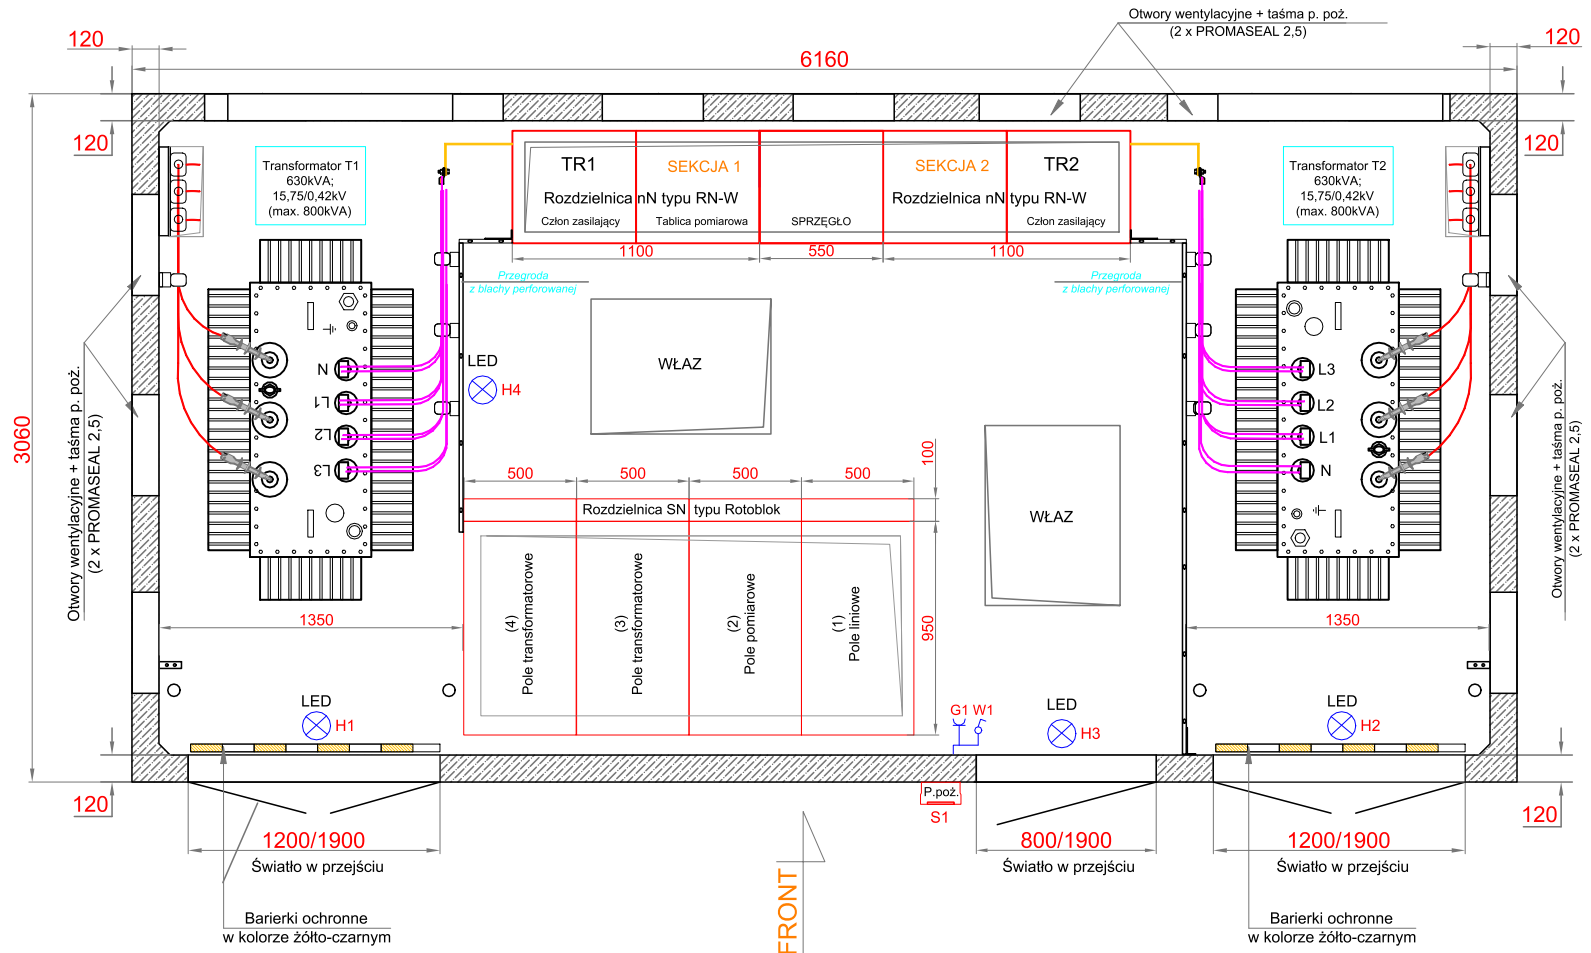 Otwory wentylacyjne + taśma p. poż.
(2 x PROMASEAL 2,5)
120
6160
120
120
120
Transformator T1
630kVA;
15,75/0,42kV
(max. 800kVA)
TR1
SEKCJA 1
SEKCJA 2
TR2
Rozdzielnica nN typu RN-W
Rozdzielnica nN typu RN-W
Człon zasilający
Tablica pomiarowa
SPRZĘGŁO
Człon zasilający
Transformator T2
630kVA;
15,75/0,42kV
(max. 800kVA)
1100
550
1100
Przegroda
z blachy perforowanej
Przegroda
z blachy perforowanej
3060
Otwory wentylacyjne + taśma p. poż.
(2 x PROMASEAL 2,5)
N
L1
L2
L3
LED
H4
WŁAZ
L3
L2
L1
N
Otwory wentylacyjne + taśma p. poż.
(2 x PROMASEAL 2,5)
500
500
500
500
100
Rozdzielnica SN typu Rotoblok
WŁAZ
(4)
Pole transformatorowe
(3)
Pole transformatorowe
(2)
Pole pomiarowe
(1)
Pole liniowe
950
1350
1350
LED
H1
G1 W1
LED
H3
LED
H2
120
P.poż.
S1
120
1200/1900
Światło w przejściu
800/1900
Światło w przejściu
1200/1900
Światło w przejściu
FRONT
Barierki ochronne
w kolorze żółto-czarnym
Barierki ochronne
w kolorze żółto-czarnym